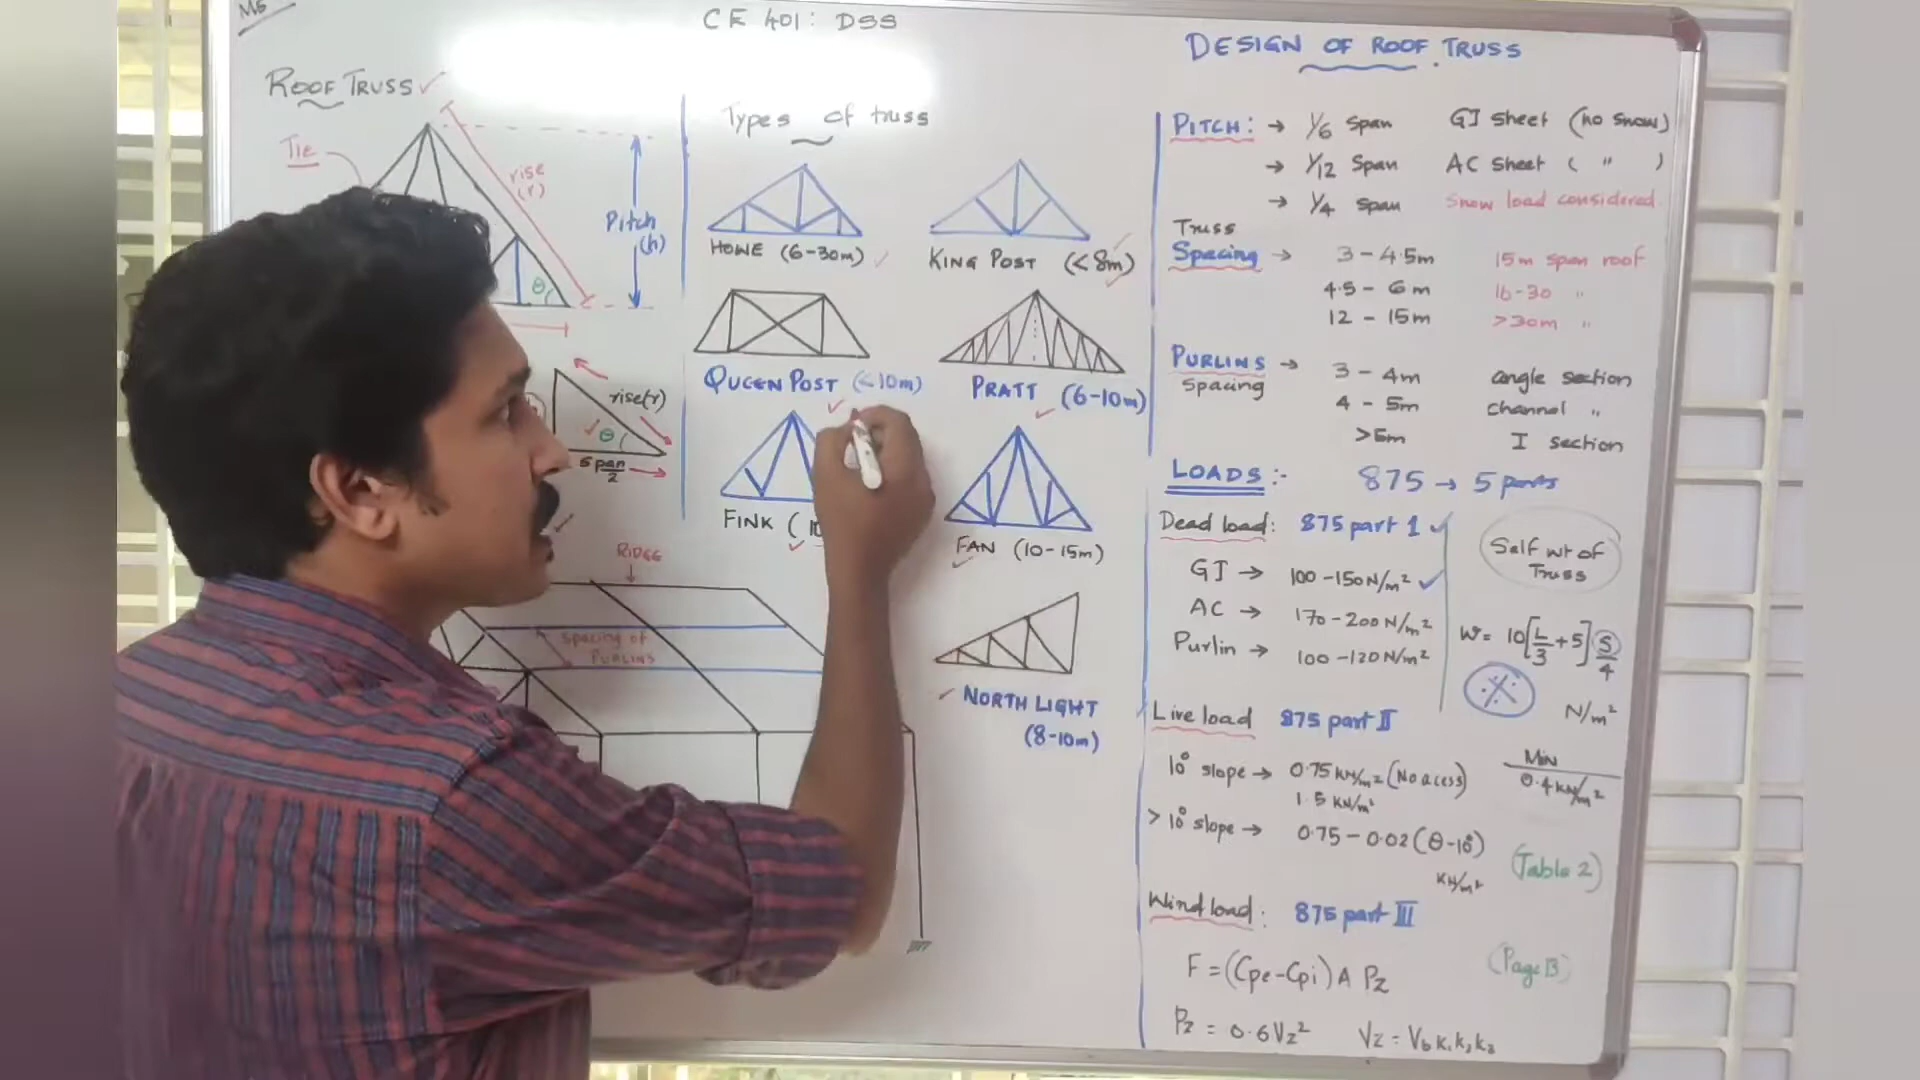 M5
CE 401: DSS
ROOF TRUSS
Tie
rise
(r)
Pitch
(h)
θ
rise(r)
θ
span
2
RIDGE
Spacing of
PURLINS
Types of truss
HOWE (6-30m)
KING POST (<8m)
QUEEN POST (<10m)
PRATT (6-10m)
FINK (10
FAN (10-15m)
NORTH LIGHT
(8-10m)
DESIGN OF ROOF TRUSS
PITCH: → 1/6 span GI sheet (no snow)
→ 1/12 span AC sheet ( " )
→ 1/4 span Snow load considered
Truss
Spacing → 3-4.5m 15m span roof
4.5-6m 16-30 "
12-15m >30m "
PURLINS → 3-4m angle section
Spacing 4-5m channel "
>5m I section
LOADS:- 875 → 5 parts
Dead load: 875 part 1
GI → 100-150N/m²
AC → 170-200N/m²
Purlin → 100-120N/m²
Self wt of
Truss
W = 10[L/3+5] S/4
N/m²
Live load 875 part II
10° slope → 0.75 KN/m² (No acess)
1.5 KN/m²
>10° slope → 0.75-0.02(θ-10°)
KN/m²
Min
0.4KN/m²
(Table 2)
Wind load: 875 part III
F = (Cpe-Cpi) A Pz
(Page 13)
Pz = 0.6Vz² Vz = Vb k₁ k₂ k₃